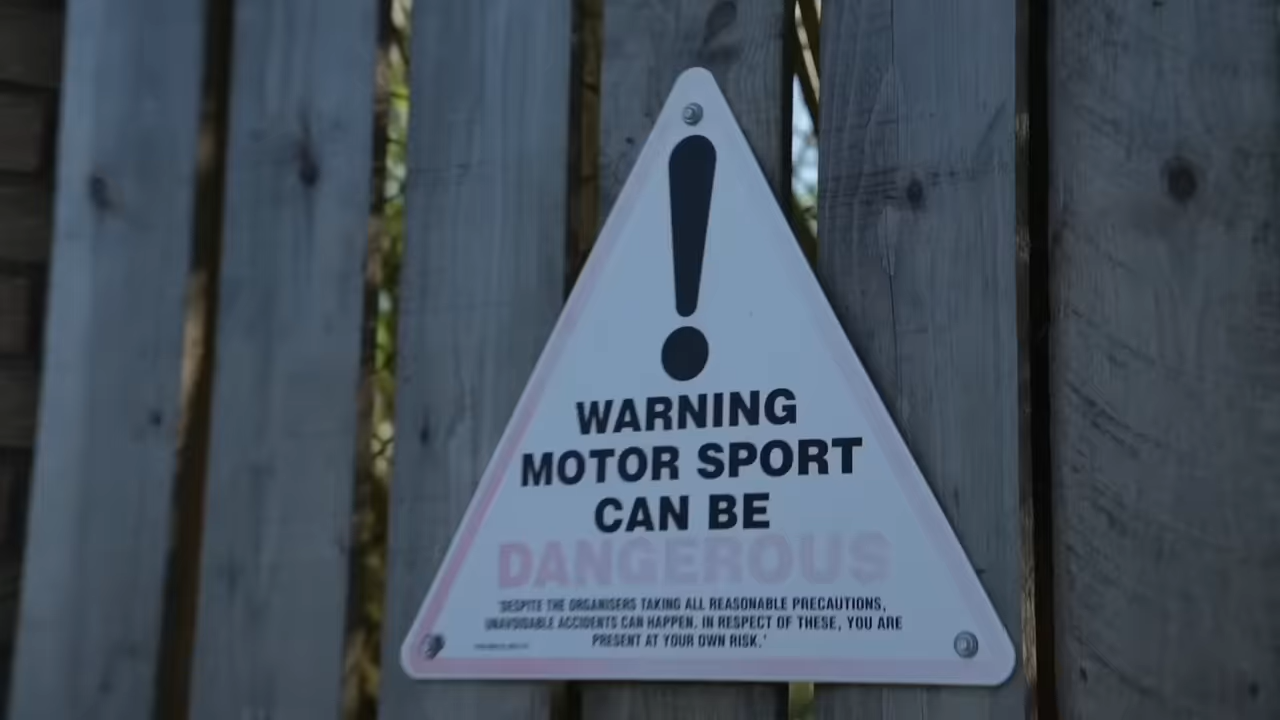 WARNING
MOTOR SPORT
CAN BE
DANGEROUS
'DESPITE THE ORGANISERS TAKING ALL REASONABLE PRECAUTIONS,
UNAVOIDABLE ACCIDENTS CAN HAPPEN. IN RESPECT OF THESE, YOU ARE
PRESENT AT YOUR OWN RISK.'